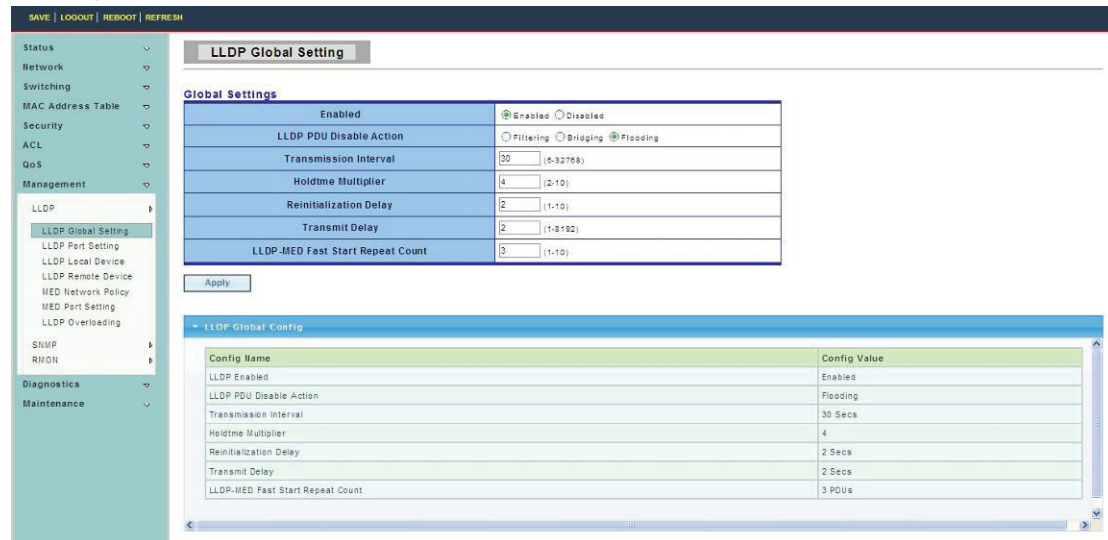 SAVE | LOGOUT | REBOOT | REFRESH
Status
Network
Switching
MAC Address Table
Security
ACL
QoS
Management
LLDP
LLDP Global Setting
LLDP Port Setting
LLDP Local Device
LLDP Remote Device
MED Network Policy
MED Port Setting
LLDP Overloading
SNMP
RMON
Diagnostics
Maintenance
LLDP Global Setting
Global Settings
Enabled Enabled Disabled
LLDP PDU Disable Action Filtering Bridging Flooding
Transmission Interval 30 (5-32768)
Holdtme Multiplier 4 (2-10)
Reinitialization Delay 2 (1-10)
Transmit Delay 2 (1-8192)
LLDP-MED Fast Start Repeat Count 3 (1-10)
Apply
LLDP Global Config
Config Name Config Value
LLDP Enabled Enabled
LLDP PDU Disable Action Flooding
Transmission Interval 30 Secs
Holdtme Multiplier 4
Reinitialization Delay 2 Secs
Transmit Delay 2 Secs
LLDP-MED Fast Start Repeat Count 3 PDUs